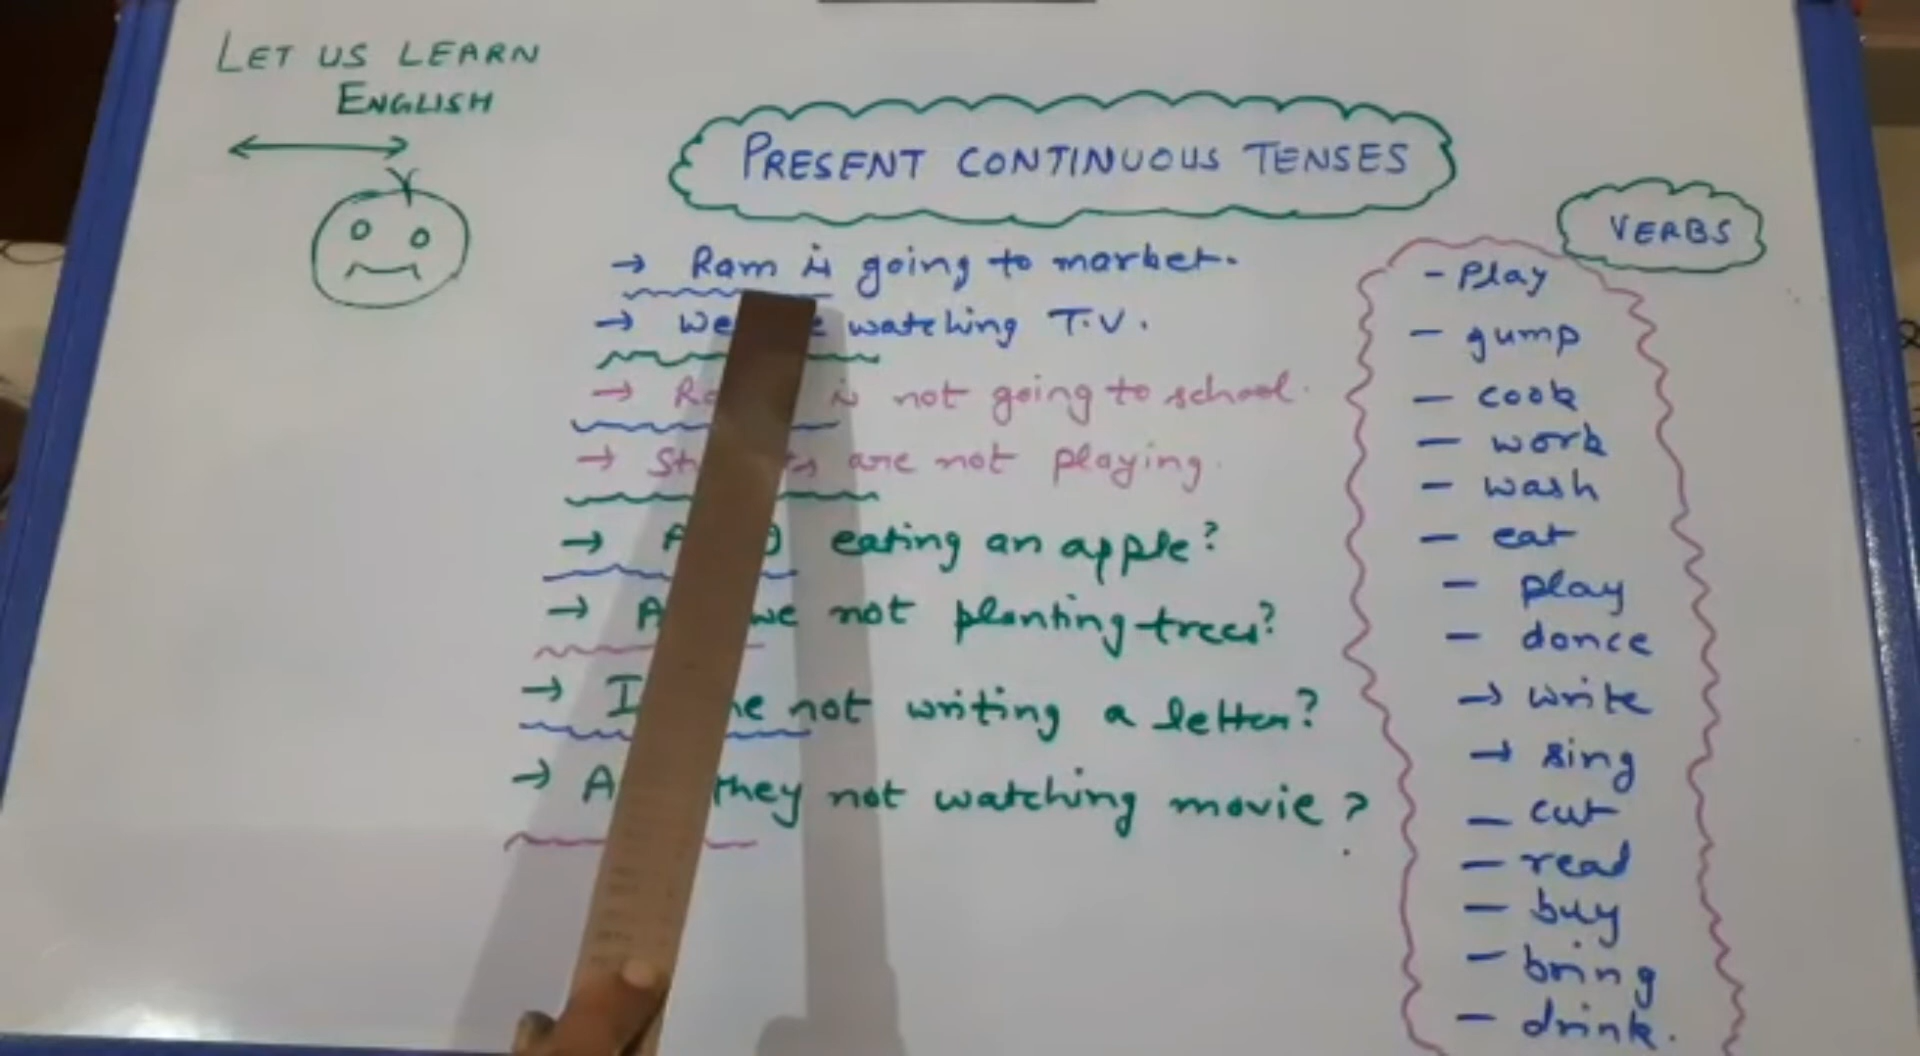 LET US LEARN
ENGLISH
PRESENT CONTINUOUS TENSES
→ Ram is going to market.
→ We watching T.V.
→ is not going to school.
→ are not playing.
→ eating an apple?
→ we not planting trees?
→ not writing a letter?
→ they not watching movie?
VERBS
- Play
- gump
- cook
- work
- wash
- eat
- play
- donce
→ write
→ sing
- cut
- read
- buy
- bring
- drink.